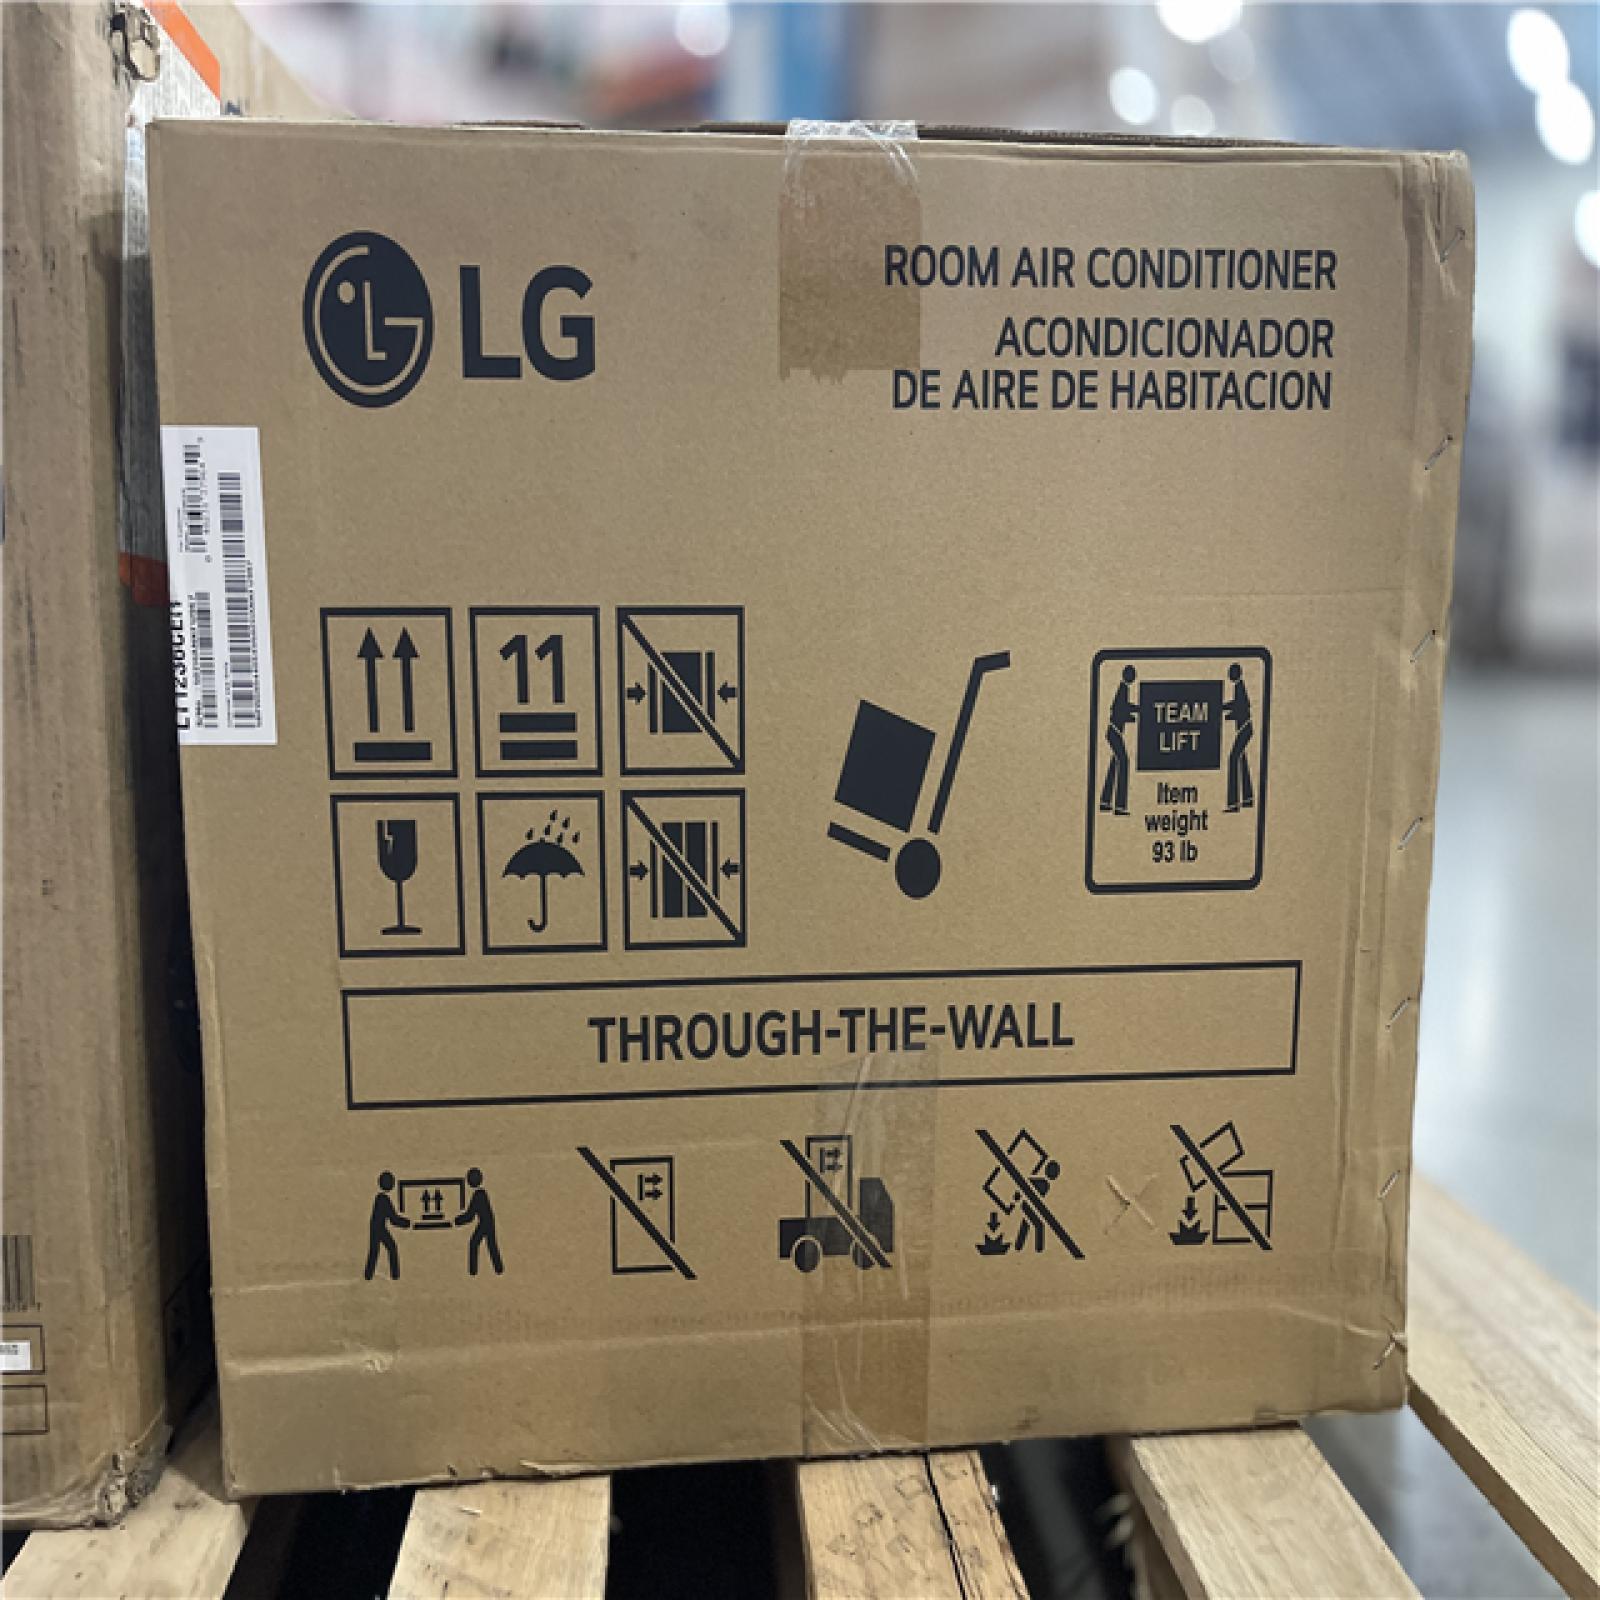 LG
ROOM AIR CONDITIONER
ACONDICIONADOR
DE AIRE DE HABITACION
11
TEAM
LIFT
Item
weight
93 lb
THROUGH-THE-WALL